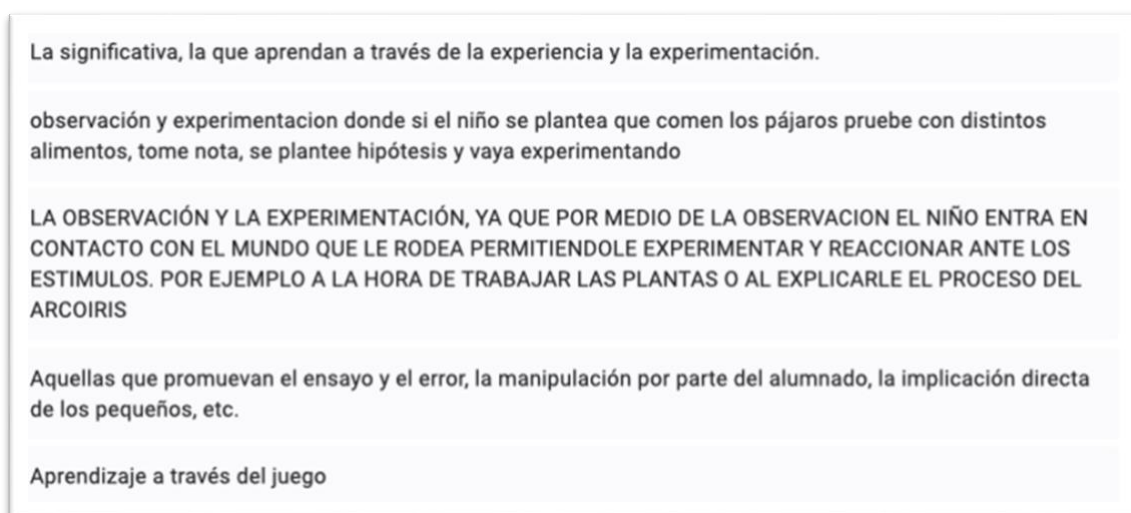 La significativa, la que aprendan a través de la experiencia y la experimentación.
observación y experimentacion donde si el niño se plantea que comen los pájaros pruebe con distintos
alimentos, tome nota, se plantee hipótesis y vaya experimentando
LA OBSERVACIÓN Y LA EXPERIMENTACIÓN, YA QUE POR MEDIO DE LA OBSERVACION EL NIÑO ENTRA EN
CONTACTO CON EL MUNDO QUE LE RODEA PERMITIENDOLE EXPERIMENTAR Y REACCIONAR ANTE LOS
ESTIMULOS. POR EJEMPLO A LA HORA DE TRABAJAR LAS PLANTAS O AL EXPLICARLE EL PROCESO DEL
ARCOIRIS
Aquellas que promuevan el ensayo y el error, la manipulación por parte del alumnado, la implicación directa
de los pequeños, etc.
Aprendizaje a través del juego